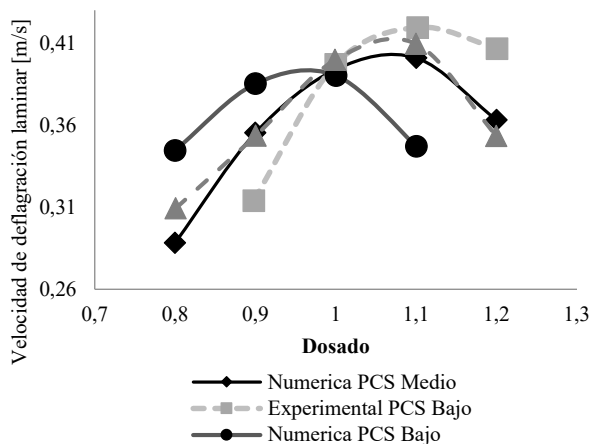 Velocidad de deflagración laminar [m/s]
0,41
0,36
0,31
0,26
0,7 0,8 0,9 1 1,1 1,2 1,3
Dosado
Numerica PCS Medio
Experimental PCS Bajo
Numerica PCS Bajo